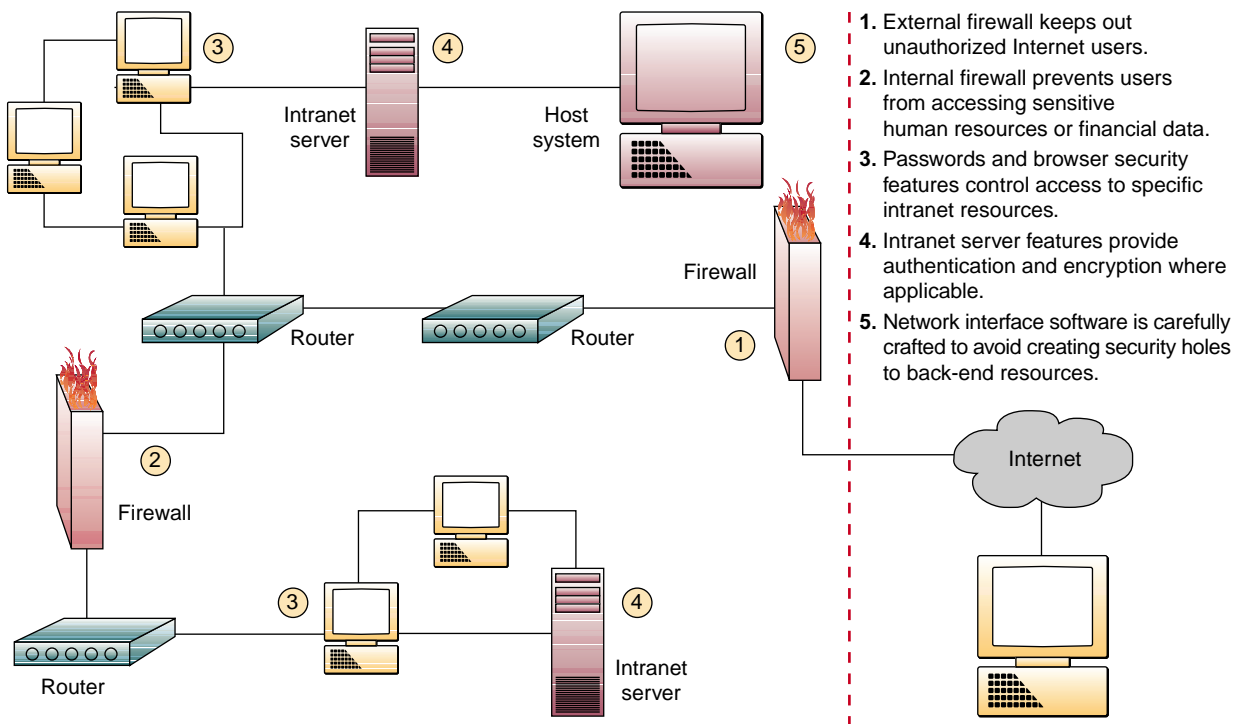 3
4
5
Intranet
server
Host
system
Firewall
Router
Router
1
2
Firewall
3
4
Router
Intranet
server
1. External firewall keeps out
unauthorized Internet users.
2. Internal firewall prevents users
from accessing sensitive
human resources or financial data.
3. Passwords and browser security
features control access to specific
intranet resources.
4. Intranet server features provide
authentication and encryption where
applicable.
5. Network interface software is carefully
crafted to avoid creating security holes
to back-end resources.
Internet